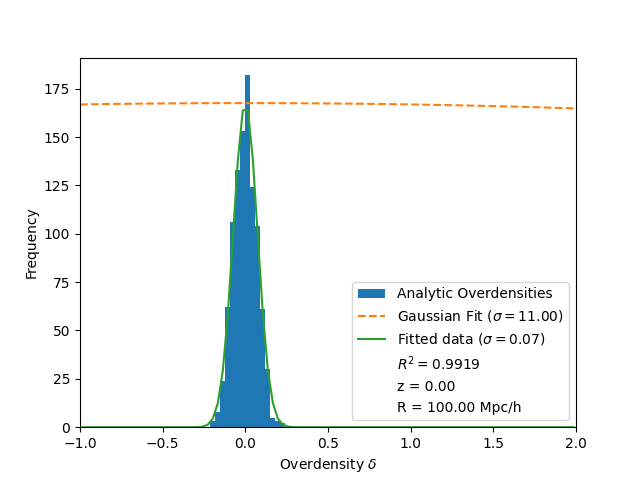 175
150
125
100
75
50
25
0
Frequency
−1.0 −0.5 0.0 0.5 1.0 1.5 2.0
Overdensity δ
Analytic Overdensities
Gaussian Fit (σ = 11.00)
Fitted data (σ = 0.07)
R² = 0.9919
z = 0.00
R = 100.00 Mpc/h